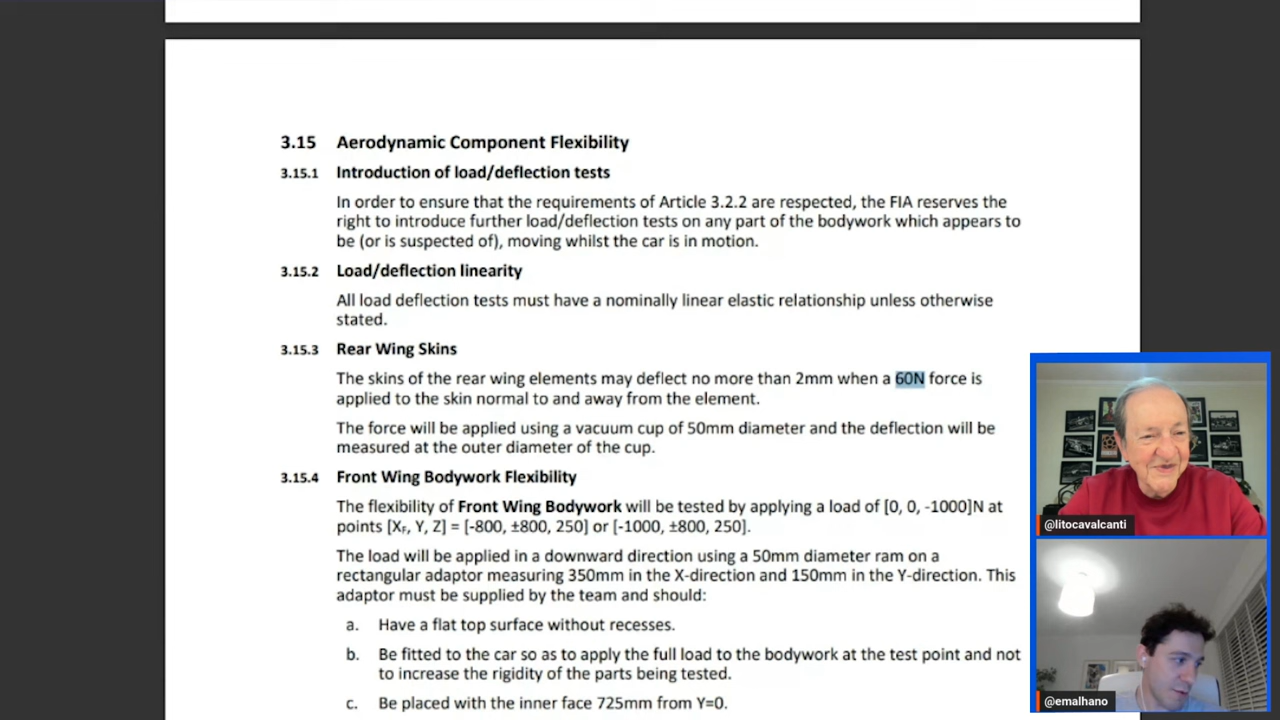 3.15 Aerodynamic Component Flexibility
3.15.1 Introduction of load/deflection tests
In order to ensure that the requirements of Article 3.2.2 are respected, the FIA reserves the
right to introduce further load/deflection tests on any part of the bodywork which appears to
be (or is suspected of), moving whilst the car is in motion.
3.15.2 Load/deflection linearity
All load deflection tests must have a nominally linear elastic relationship unless otherwise
stated.
3.15.3 Rear Wing Skins
The skins of the rear wing elements may deflect no more than 2mm when a 60N force is
applied to the skin normal to and away from the element.
The force will be applied using a vacuum cup of 50mm diameter and the deflection will be
measured at the outer diameter of the cup.
3.15.4 Front Wing Bodywork Flexibility
The flexibility of Front Wing Bodywork will be tested by applying a load of [0, 0, -1000]N at
points [X_F, Y, Z] = [-800, ±800, 250] or [-1000, ±800, 250].
The load will be applied in a downward direction using a 50mm diameter ram on a
rectangular adaptor measuring 350mm in the X-direction and 150mm in the Y-direction. This
adaptor must be supplied by the team and should:
a. Have a flat top surface without recesses.
b. Be fitted to the car so as to apply the full load to the bodywork at the test point and not
to increase the rigidity of the parts being tested.
c. Be placed with the inner face 725mm from Y=0.
@litocavalcanti
@emalhano